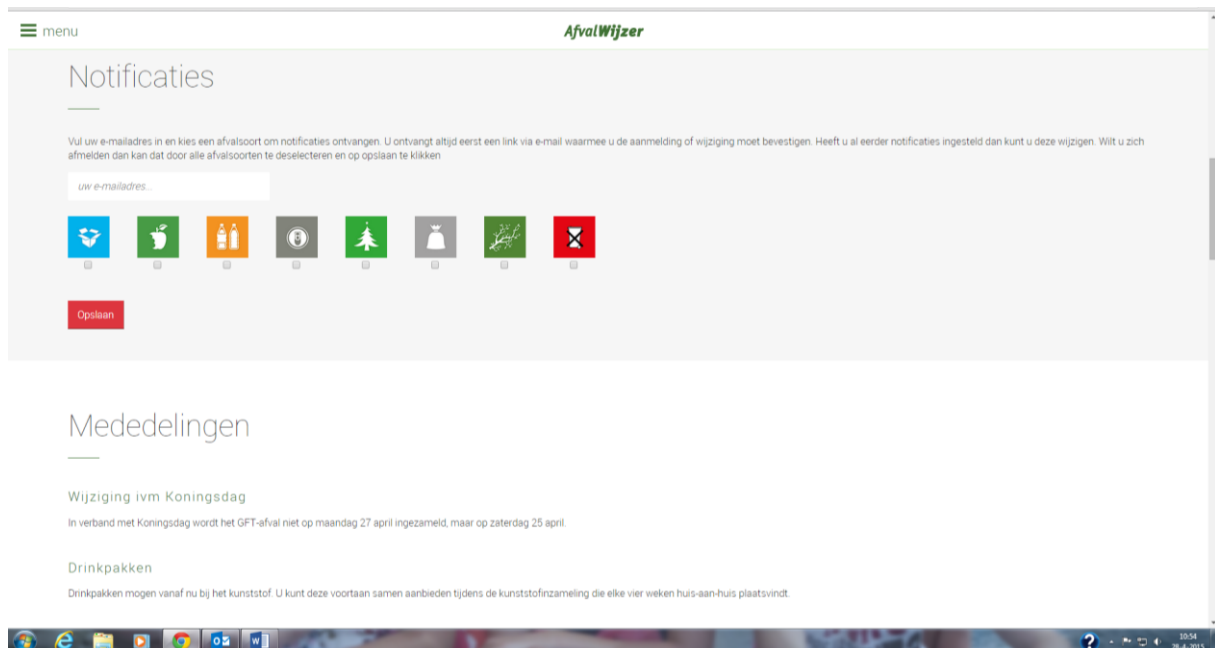 menu
AfvalWijzer
Notificaties
Vul uw e-mailadres in en kies een afvalsoort om notificaties ontvangen. U ontvangt altijd eerst een link via e-mail waarmee u de aanmelding of wijziging moet bevestigen. Heeft u al eerder notificaties ingesteld dan kunt u deze wijzigen. Wilt u zich
afmelden dan kan dat door alle afvalsoorten te deselecteren en op opslaan te klikken
uw e-mailadres...
Opslaan
Mededelingen
Wijziging ivm Koningsdag
In verband met Koningsdag wordt het GFT-afval niet op maandag 27 april ingezameld, maar op zaterdag 25 april.
Drinkpakken
Drinkpakken mogen vanaf nu bij het kunststof. U kunt deze voortaan samen aanbieden tijdens de kunststofinzameling die elke vier weken huis-aan-huis plaatsvindt.
10:54
28-4-2015